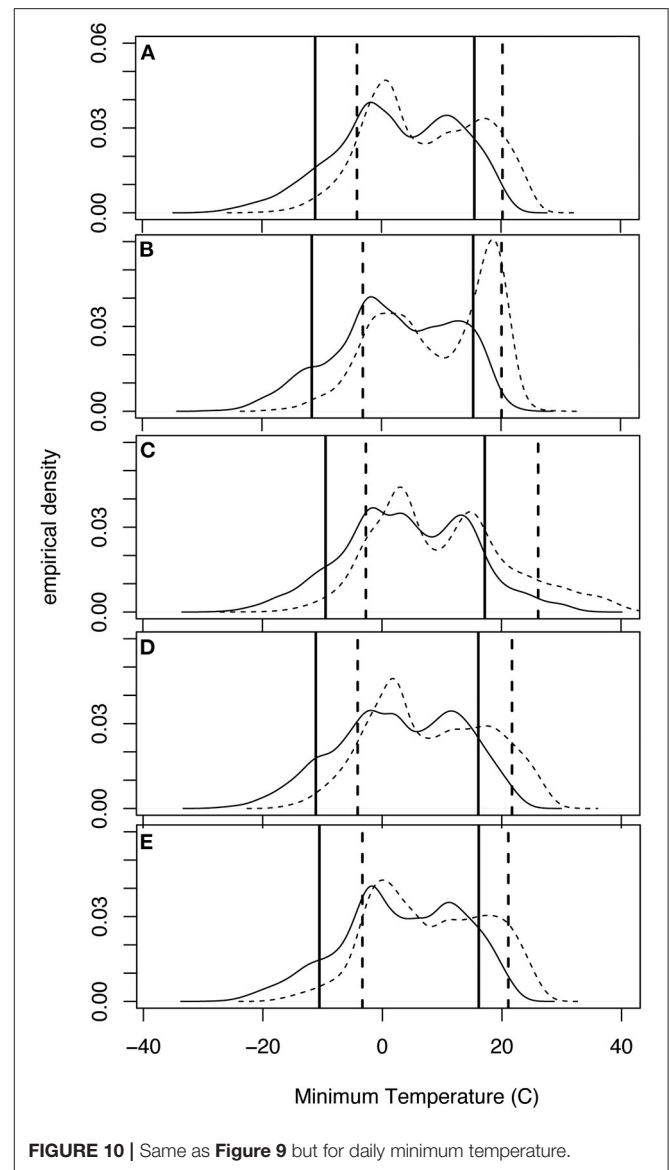 A
0.06
0.03
0.00
B
0.03
0.00
C
0.03
0.00
D
0.03
0.00
E
0.03
0.00
empirical density
−40 −20 0 20 40
Minimum Temperature (C)
FIGURE 10 | Same as Figure 9 but for daily minimum temperature.